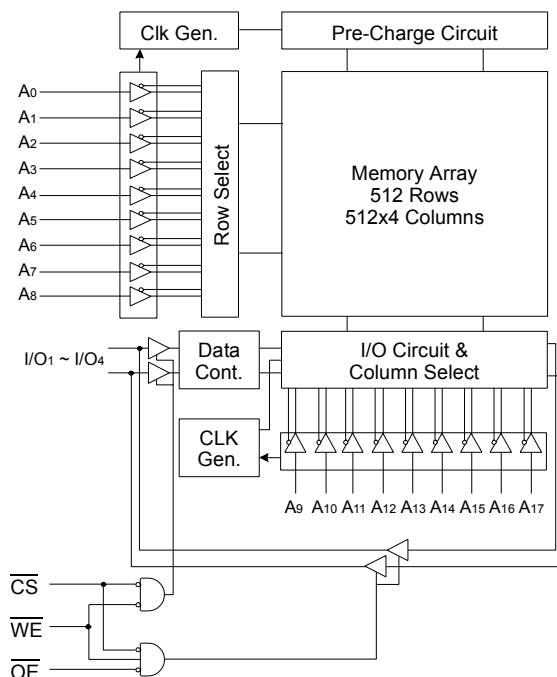 Clk Gen.
Pre-Charge Circuit
A0
A1
A2
A3
A4
A5
A6
A7
A8
Row Select
Memory Array
512 Rows
512x4 Columns
I/O1 ~ I/O4
Data
Cont.
I/O Circuit &
Column Select
CLK
Gen.
A9 A10 A11 A12 A13 A14 A15 A16 A17
CS
WE
OE